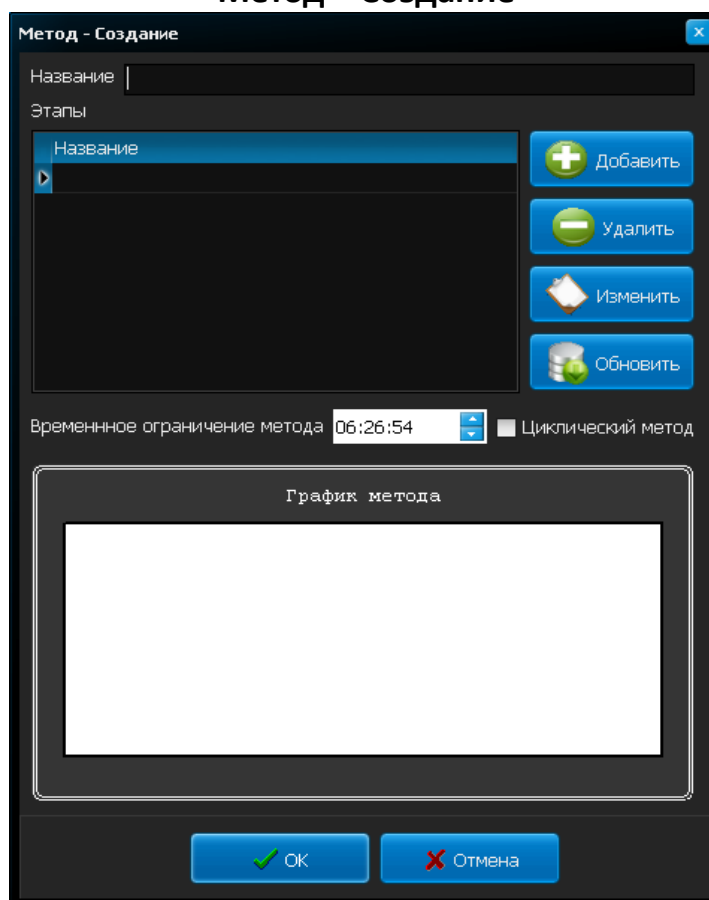 Метод – Создание
Метод - Создание
Название
Этапы
Название
Добавить
Удалить
Изменить
Обновить
Временнное ограничение метода 06:26:54 Циклический метод
График метода
ОК Отмена